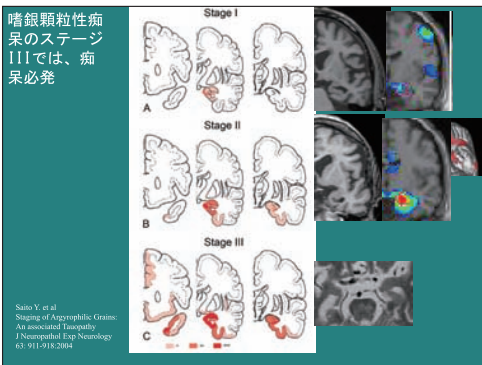 嗜銀顆粒性痴
呆のステージ
IIIでは、痴
呆必発
Stage I
A
Stage II
B
Stage III
C
Saito Y. et al
Staging of Argyrophilic Grains:
An associated Tauopathy
J Neuropathol Exp Neurology
63: 911-918:2004